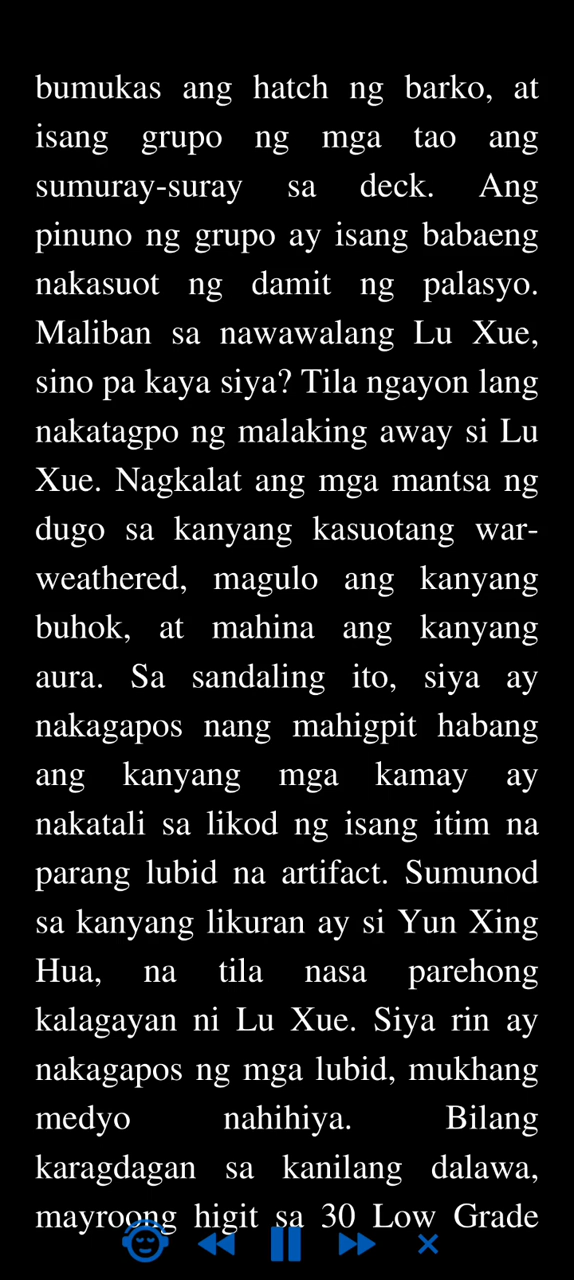 bumukas ang hatch ng barko, at
isang grupo ng mga tao ang
sumuray-suray sa deck. Ang
pinuno ng grupo ay isang babaeng
nakasuot ng damit ng palasyo.
Maliban sa nawawalang Lu Xue,
sino pa kaya siya? Tila ngayon lang
nakatagpo ng malaking away si Lu
Xue. Nagkalat ang mga mantsa ng
dugo sa kanyang kasuotang war-
weathered, magulo ang kanyang
buhok, at mahina ang kanyang
aura. Sa sandaling ito, siya ay
nakagapos nang mahigpit habang
ang kanyang mga kamay ay
nakatali sa likod ng isang itim na
parang lubid na artifact. Sumunod
sa kanyang likuran ay si Yun Xing
Hua, na tila nasa parehong
kalagayan ni Lu Xue. Siya rin ay
nakagapos ng mga lubid, mukhang
medyo nahihiya. Bilang
karagdagan sa kanilang dalawa,
mayroong higit sa 30 Low Grade